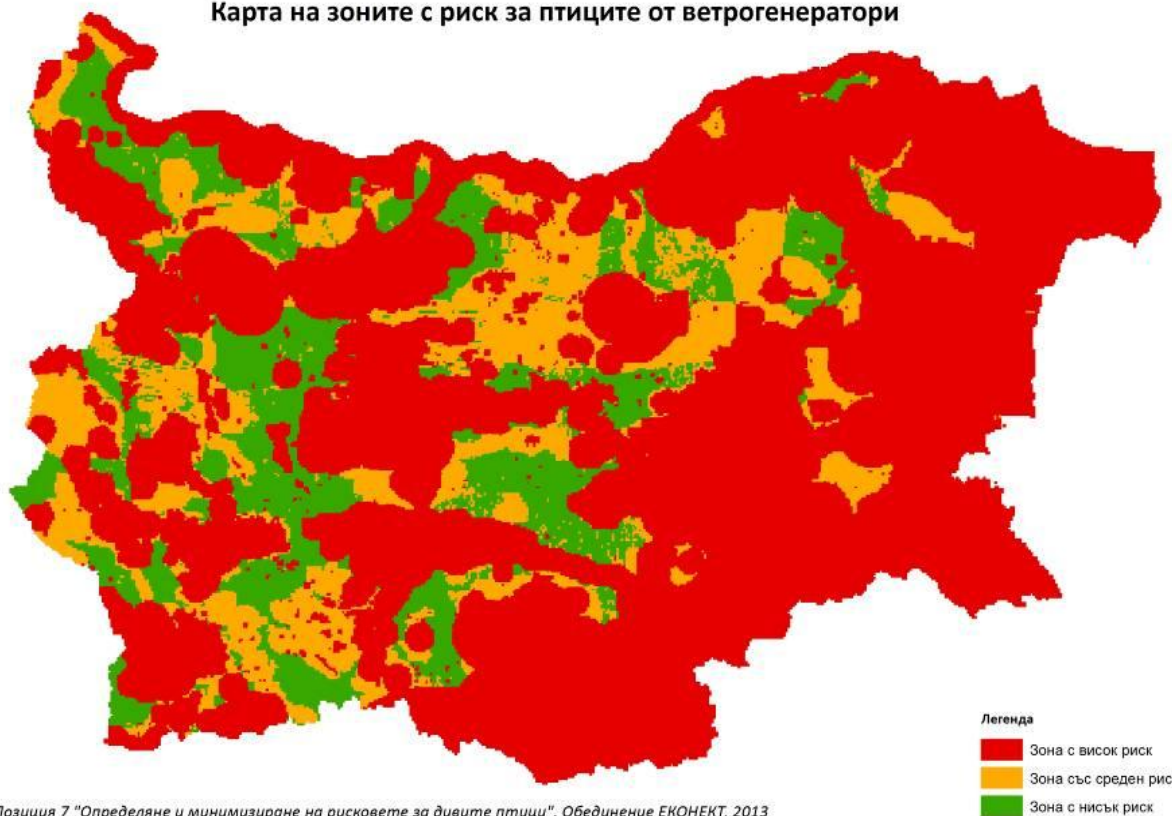 Карта на зоните с риск за птиците от ветрогенератори
Легенда
Зона с висок риск
Зона със среден рис
Зона с нисък риск
Позиция 7 "Определяне и минимизиране на рисковете за дивите птици", Обединение ЕКОНЕКТ, 2013